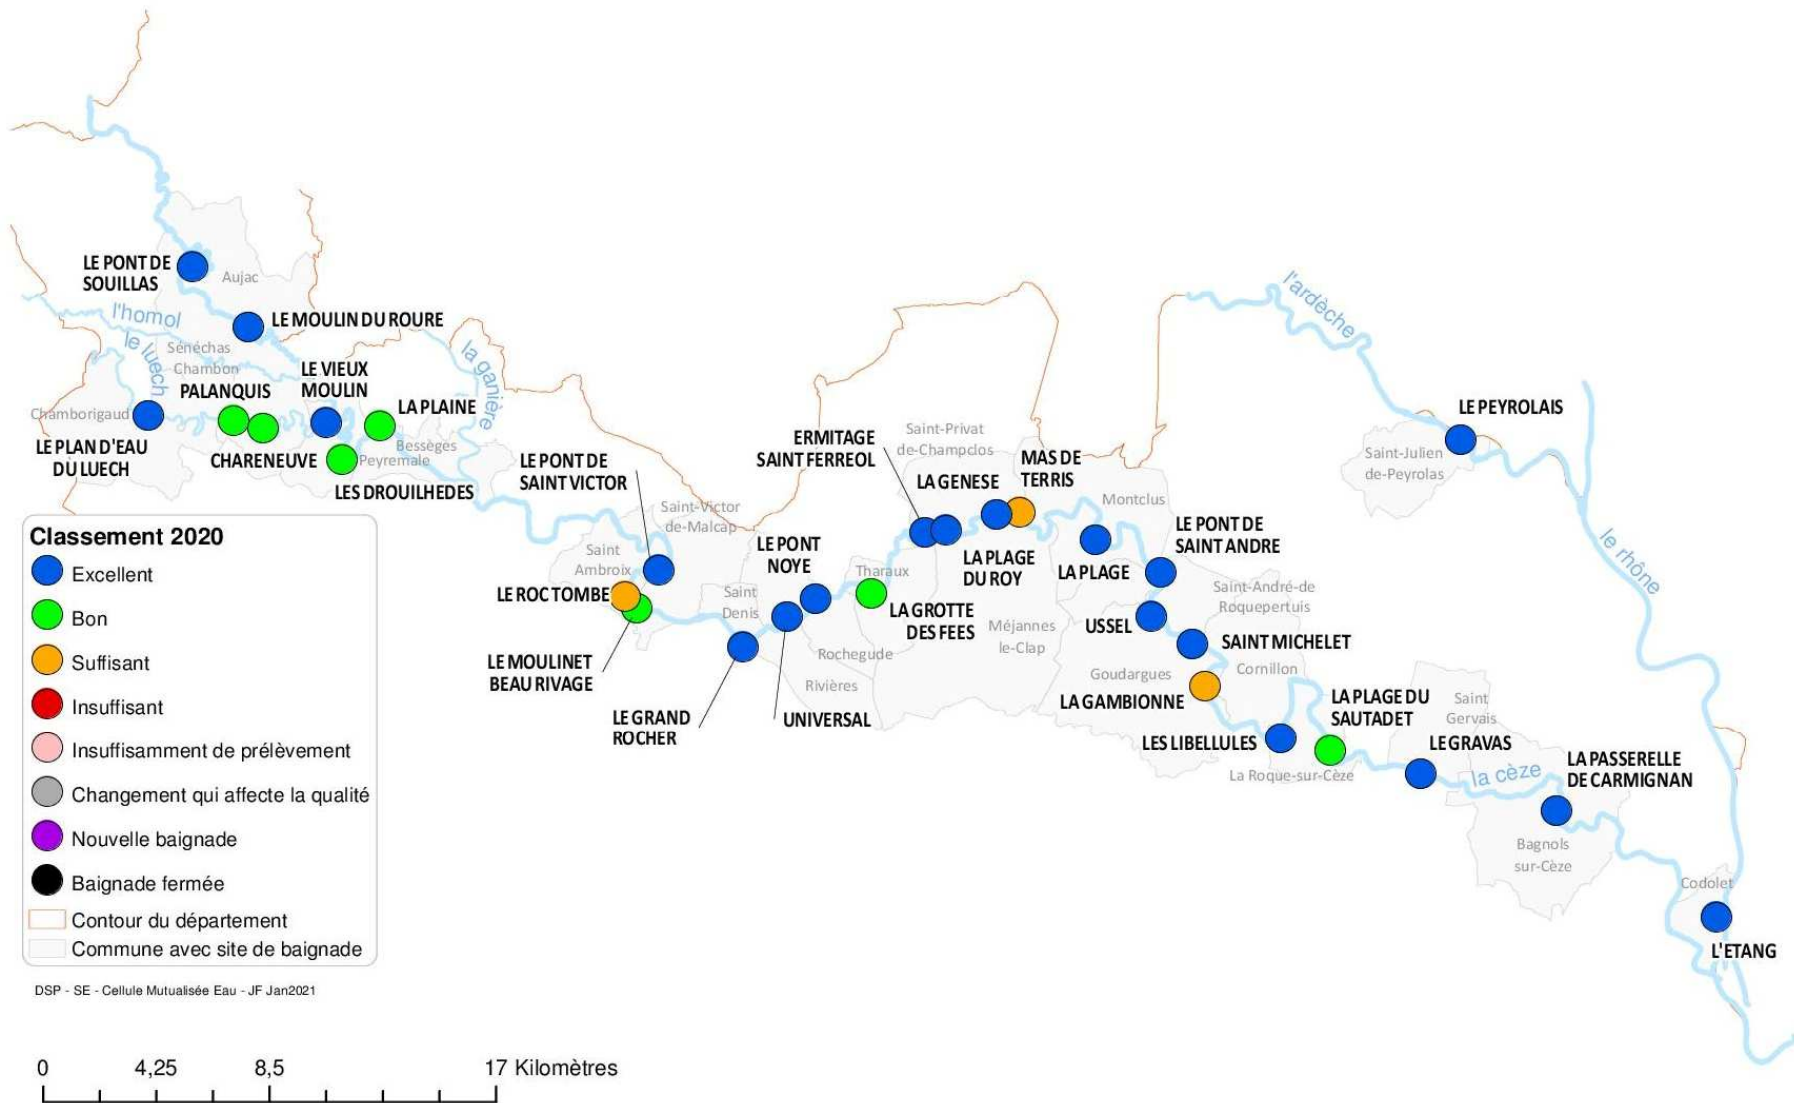 LE PONT DE
SOUILLAS
Aujac
l'homol
LE MOULIN DU ROURE
le luech
Sénéchas
Chambon
la ganière
PALANQUIS
LE VIEUX
MOULIN
LA PLAINE
Chamborigaud
LE PLAN D'EAU
DU LUECH
CHARENEUVE
Bessèges
Peyremale
LES DROUILHEDES
LE PONT DE
SAINT VICTOR
Saint-Victor
de-Malcap
Saint
Ambroix
LE ROC TOMBE
LE MOULINET
BEAU RIVAGE
Saint
Denis
LE PONT
NOYE
LE GRAND
ROCHER
UNIVERSAL
Rochegude
Rivières
Tharaux
LA GROTTE
DES FEES
ERMITAGE
SAINT FERREOL
Saint-Privat
de-Champclos
LA GENESE
MAS DE
TERRIS
LA PLAGE
DU ROY
Méjannes
le-Clap
Montclus
LA PLAGE
LE PONT DE
SAINT ANDRE
Saint-André-de
Roquepertuis
USSEL
SAINT MICHELET
Goudargues
Cornillon
LA GAMBIONNE
LES LIBELLULES
LA PLAGE DU
SAUTADET
La Roque-sur-Cèze
Saint
Gervais
LE GRAVAS
la cèze
LA PASSERELLE
DE CARMIGNAN
Bagnols
sur-Cèze
Codolet
L'ETANG
l'ardèche
LE PEYROLAIS
Saint-Julien
de-Peyrolas
le rhône
Classement 2020
Excellent
Bon
Suffisant
Insuffisant
Insuffisamment de prélèvement
Changement qui affecte la qualité
Nouvelle baignade
Baignade fermée
Contour du département
Commune avec site de baignade
DSP - SE - Cellule Mutualisée Eau - JF Jan2021
0 4,25 8,5 17 Kilomètres